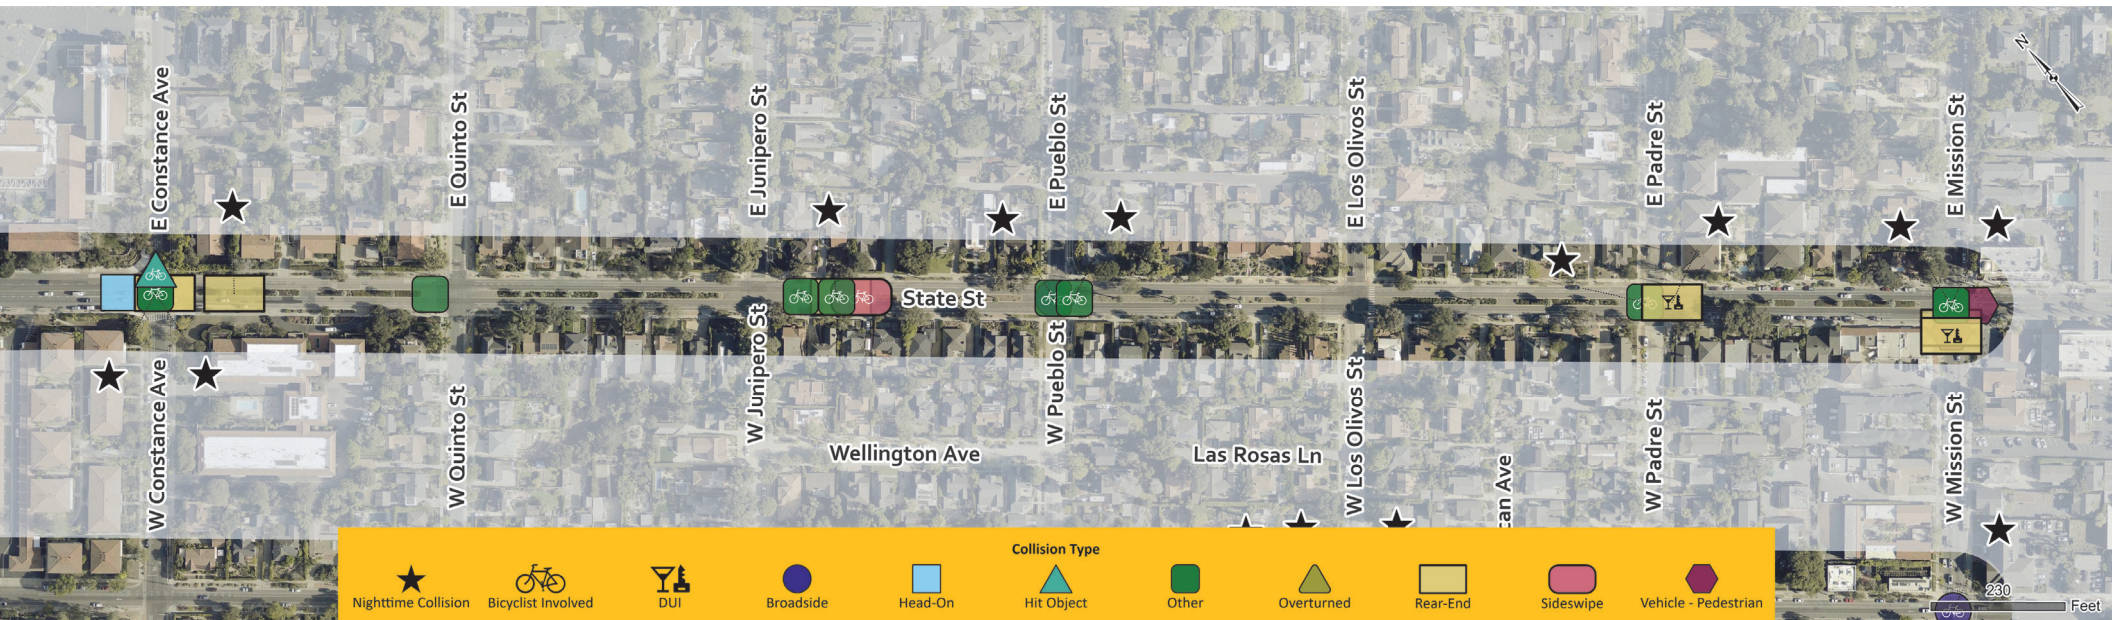 E Constance Ave
E Quinto St
E Junipero St
E Pueblo St
E Los Olivos St
E Padre St
E Mission St
N
State St
W Constance Ave
W Quinto St
W Junipero St
W Pueblo St
W Los Olivos St
can Ave
W Padre St
W Mission St
Wellington Ave
Las Rosas Ln
Collision Type
Nighttime Collision
Bicyclist Involved
DUI
Broadside
Head-On
Hit Object
Other
Overturned
Rear-End
Sideswipe
Vehicle - Pedestrian
230
Feet